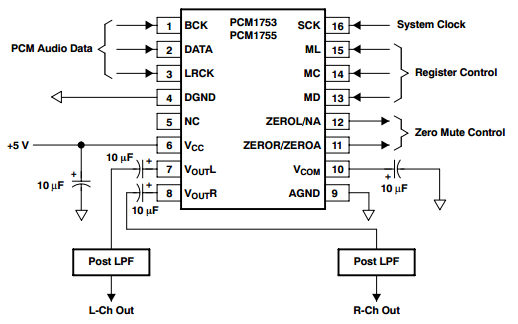 PCM1753
PCM1755
PCM Audio Data
1 BCK
2 DATA
3 LRCK
4 DGND
5 NC
+5 V
6 VCC
10 µF
+
7 VOUTL
10 µF
+
8 VOUTR
+
10 µF
SCK 16
System Clock
ML 15
MC 14
Register Control
MD 13
ZEROL/NA 12
Zero Mute Control
ZEROR/ZEROA 11
VCOM 10
+
10 µF
AGND 9
Post LPF
Post LPF
L-Ch Out
R-Ch Out